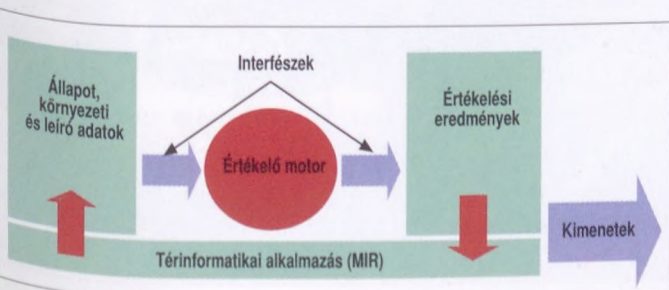 Állapot,
környezeti
és leíró adatok
Interfészek
Értékelő motor
Értékelési
eredmények
Kimenetek
Térinformatikai alkalmazás (MIR)